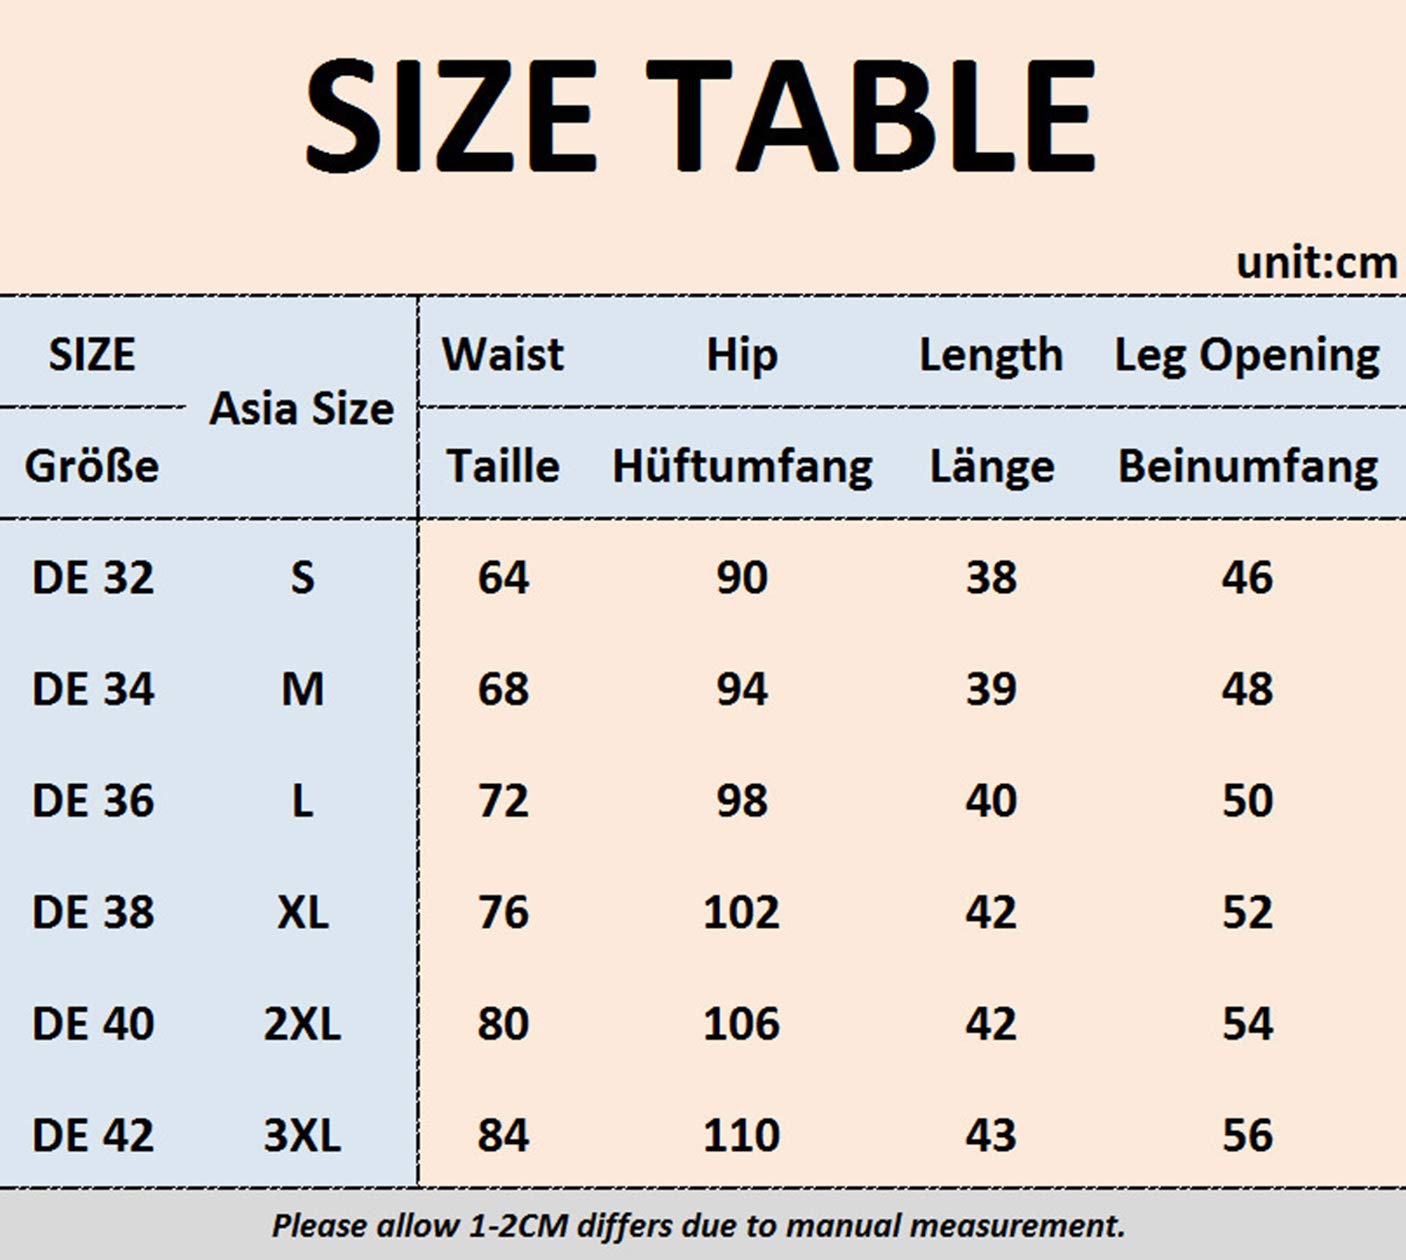 SIZE TABLE
unit:cm
SIZE Waist Hip Length Leg Opening
Asia Size
Größe Taille Hüftumfang Länge Beinumfang
DE 32 S 64 90 38 46
DE 34 M 68 94 39 48
DE 36 L 72 98 40 50
DE 38 XL 76 102 42 52
DE 40 2XL 80 106 42 54
DE 42 3XL 84 110 43 56
Please allow 1-2CM differs due to manual measurement.